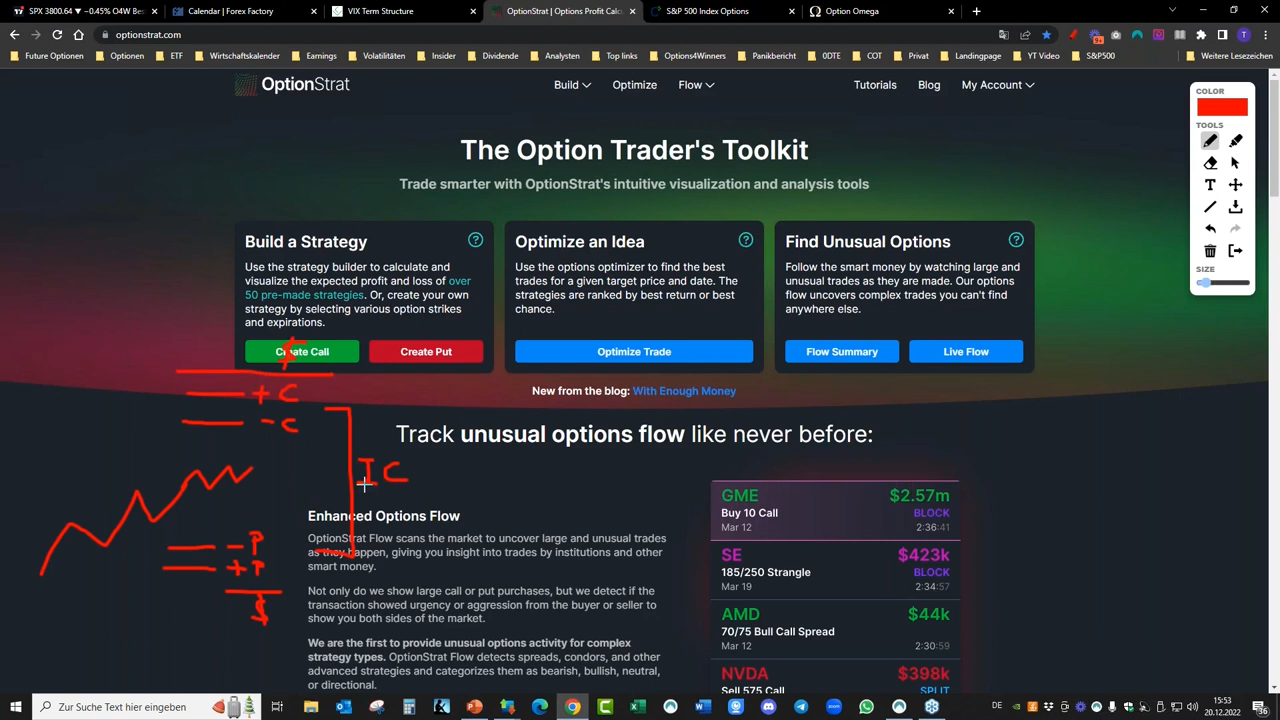 SPX 3800.64 −0.45% O4W Be
Calendar | Forex Factory
VIX Term Structure
OptionStrat | Options Profit Calcu
S&P 500 Index Options
Option Omega
optionstrat.com
Future Optionen
Optionen
ETF
Wirtschaftskalender
Earnings
Volatilitäten
Insider
Dividende
Analysten
Top links
Options4Winners
Panikbericht
0DTE
COT
Privat
Landingpage
YT Video
S&P500
Weitere Lesezeichen
OptionStrat
Build
Optimize
Flow
Tutorials
Blog
My Account
COLOR
TOOLS
SIZE
The Option Trader's Toolkit
Trade smarter with OptionStrat's intuitive visualization and analysis tools
Build a Strategy
Use the strategy builder to calculate and
visualize the expected profit and loss of over
50 pre-made strategies. Or, create your own
strategy by selecting various option strikes
and expirations.
Create Call
Create Put
Optimize an Idea
Use the options optimizer to find the best
trades for a given target price and date. The
strategies are ranked by best return or best
chance.
Optimize Trade
Find Unusual Options
Follow the smart money by watching large and
unusual trades as they are made. Our options
flow uncovers complex trades you can't find
anywhere else.
Flow Summary
Live Flow
New from the blog: With Enough Money
+ C
- C
I C
- P
+ P
Track unusual options flow like never before:
Enhanced Options Flow
OptionStrat Flow scans the market to uncover large and unusual trades
as they happen, giving you insight into trades by institutions and other
smart money.
Not only do we show large call or put purchases, but we detect if the
transaction showed urgency or aggression from the buyer or seller to
show you both sides of the market.
We are the first to provide unusual options activity for complex
strategy types. OptionStrat Flow detects spreads, condors, and other
advanced strategies and categorizes them as bearish, bullish, neutral,
or directional.
GME $2.57m
Buy 10 Call BLOCK
Mar 12 2:36:41
SE $423k
185/250 Strangle BLOCK
Mar 19 2:34:57
AMD $44k
70/75 Bull Call Spread
Mar 12 2:30:59
NVDA $398k
Sell 575 Call SPLIT
Zur Suche Text hier eingeben
DE
15:53
20.12.2022